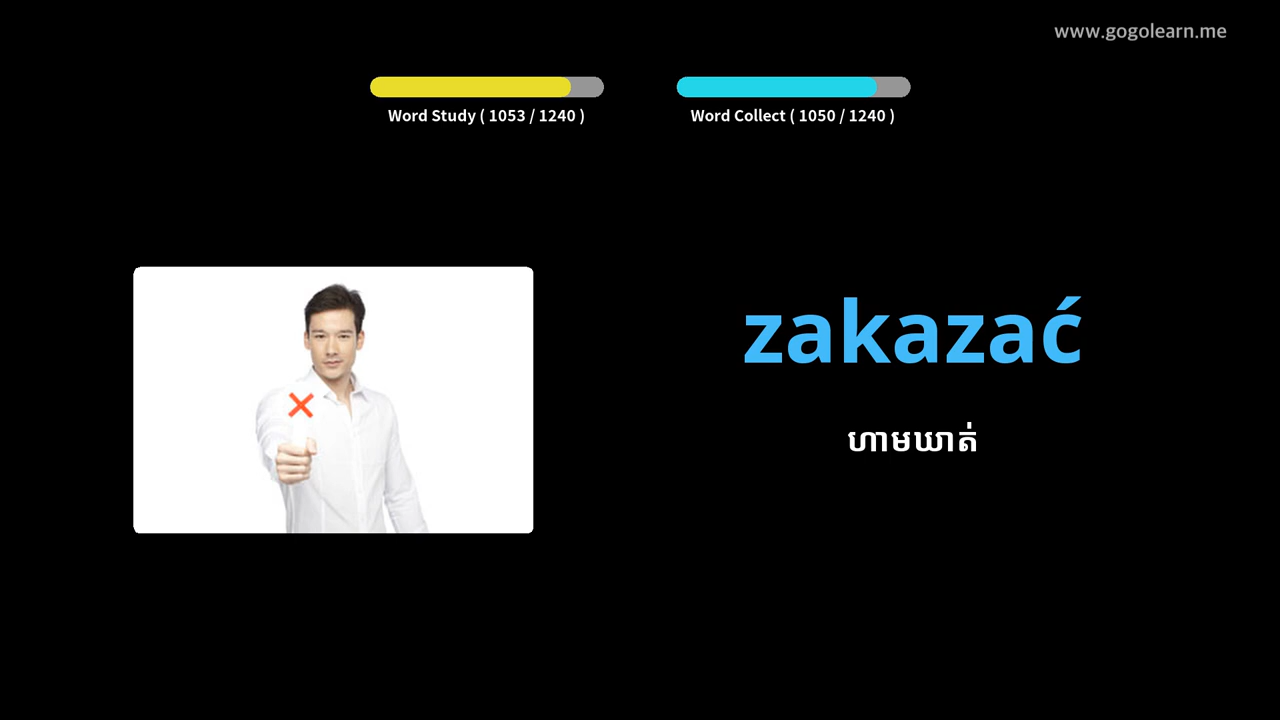 www.gogolearn.me
Word Study ( 1053 / 1240 )
Word Collect ( 1050 / 1240 )
zakazać
ហាមឃាត់